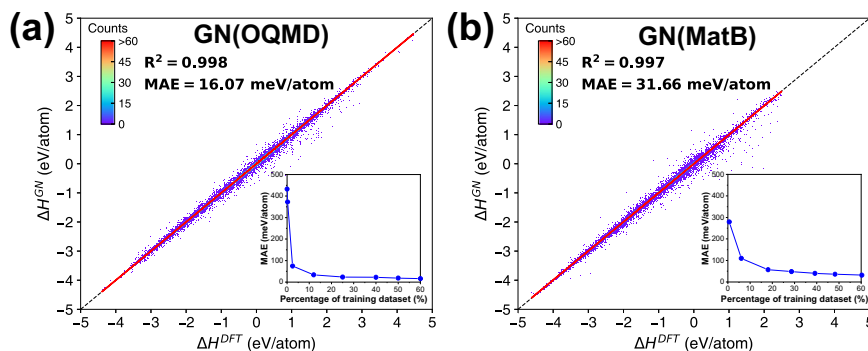 (a)
Counts
>60
45
30
15
0
GN(OQMD)
R² = 0.998
MAE = 16.07 meV/atom
ΔH^{GN} (eV/atom)
5
4
3
2
1
0
−1
−2
−3
−4
−5
−5 −4 −3 −2 −1 0 1 2 3 4 5
ΔH^{DFT} (eV/atom)
MAE (meV/atom)
500
400
300
200
100
0
0 10 20 30 40 50 60
Percentage of training dataset (%)
(b)
Counts
>60
45
30
15
0
GN(MatB)
R² = 0.997
MAE = 31.66 meV/atom
ΔH^{GN} (eV/atom)
5
4
3
2
1
0
−1
−2
−3
−4
−5
−5 −4 −3 −2 −1 0 1 2 3 4 5
ΔH^{DFT} (eV/atom)
MAE (meV/atom)
500
400
300
200
100
0
0 10 20 30 40 50 60
Percentage of training dataset (%)